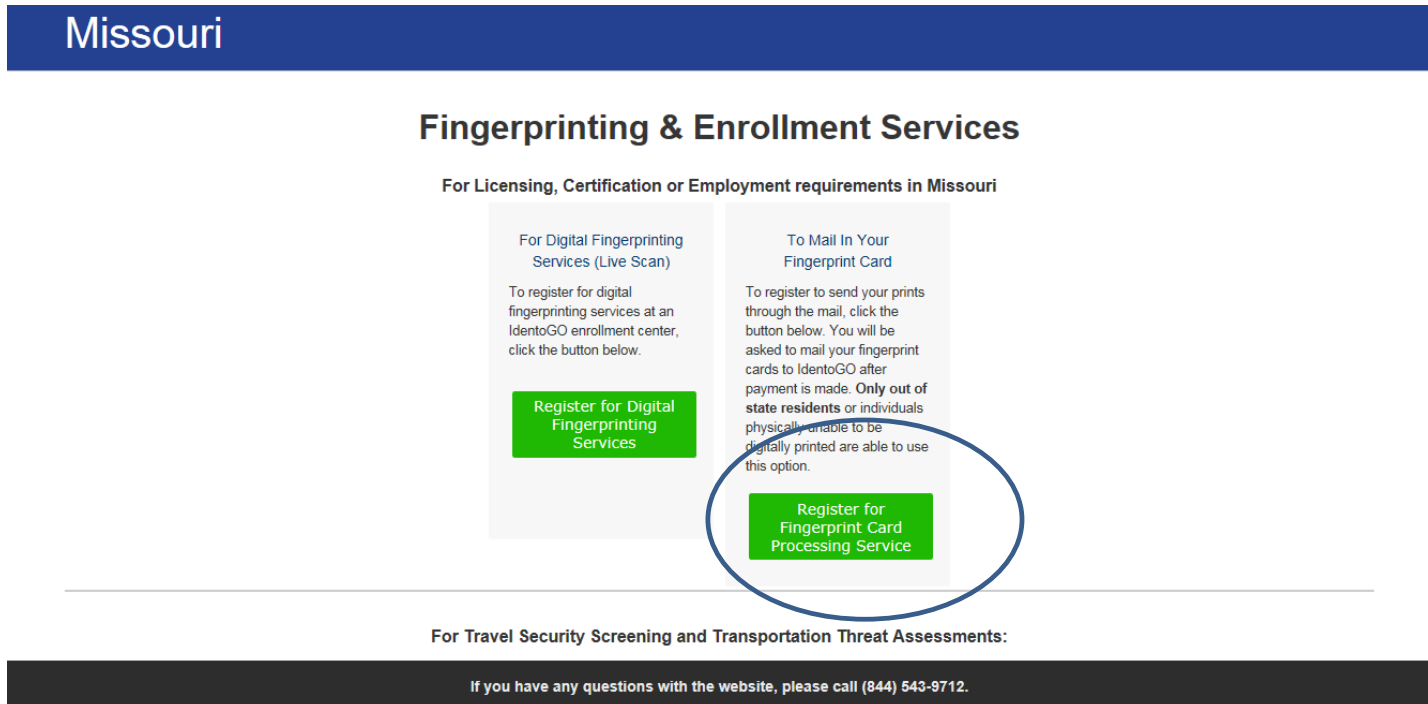 Missouri
Fingerprinting & Enrollment Services
For Licensing, Certification or Employment requirements in Missouri
For Digital Fingerprinting
Services (Live Scan)
To register for digital
fingerprinting services at an
IdentoGO enrollment center,
click the button below.
Register for Digital
Fingerprinting
Services
To Mail In Your
Fingerprint Card
To register to send your prints
through the mail, click the
button below. You will be
asked to mail your fingerprint
cards to IdentoGO after
payment is made. Only out of
state residents or individuals
physically unable to be
digitally printed are able to use
this option.
Register for
Fingerprint Card
Processing Service
For Travel Security Screening and Transportation Threat Assessments:
If you have any questions with the website, please call (844) 543-9712.